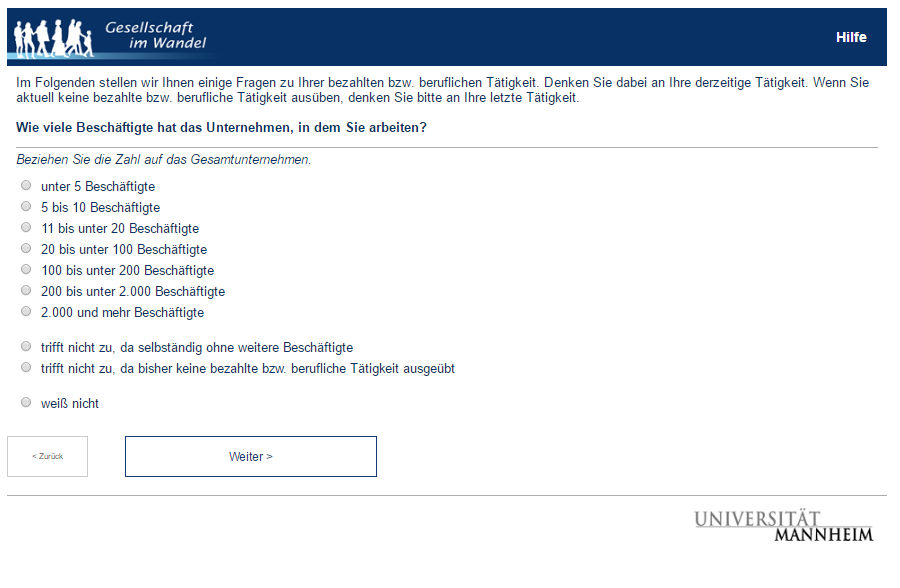 Gesellschaft
im Wandel
Hilfe
Im Folgenden stellen wir Ihnen einige Fragen zu Ihrer bezahlten bzw. beruflichen Tätigkeit. Denken Sie dabei an Ihre derzeitige Tätigkeit. Wenn Sie
aktuell keine bezahlte bzw. berufliche Tätigkeit ausüben, denken Sie bitte an Ihre letzte Tätigkeit.
Wie viele Beschäftigte hat das Unternehmen, in dem Sie arbeiten?
Beziehen Sie die Zahl auf das Gesamtunternehmen.
unter 5 Beschäftigte
5 bis 10 Beschäftigte
11 bis unter 20 Beschäftigte
20 bis unter 100 Beschäftigte
100 bis unter 200 Beschäftigte
200 bis unter 2.000 Beschäftigte
2.000 und mehr Beschäftigte
trifft nicht zu, da selbständig ohne weitere Beschäftigte
trifft nicht zu, da bisher keine bezahlte bzw. berufliche Tätigkeit ausgeübt
weiß nicht
< Zurück
Weiter >
UNIVERSITÄT
MANNHEIM